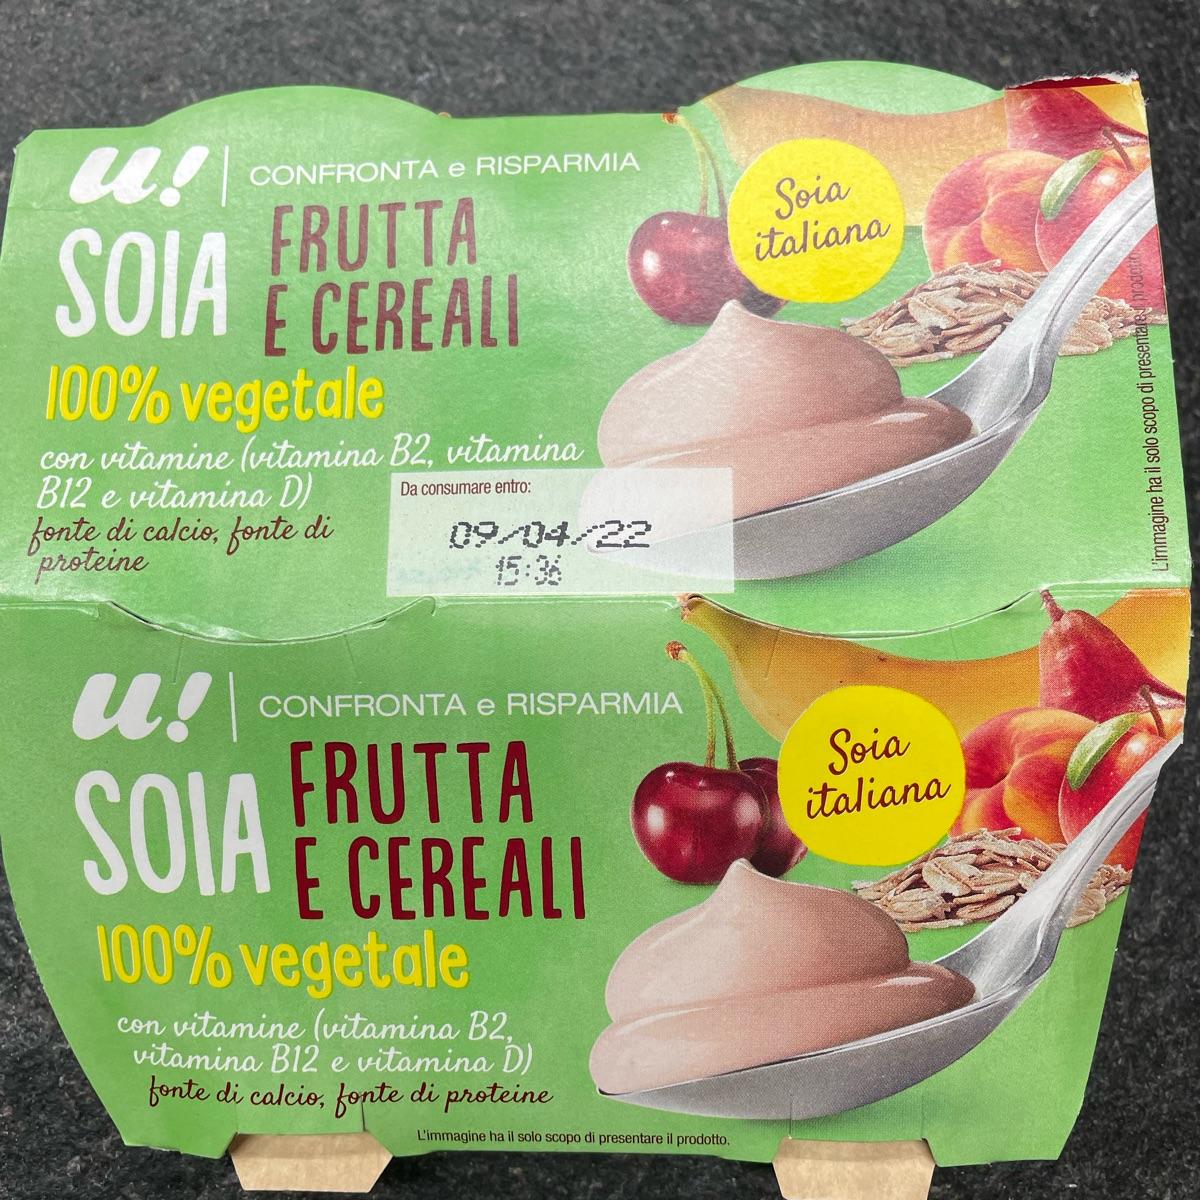 u! CONFRONTA e RISPARMIA
SOIA
FRUTTA
E CEREALI
100% vegetale
con vitamine (vitamina B2, vitamina
B12 e vitamina D)
fonte di calcio, fonte di
proteine
Da consumare entro:
09/04/22
15:36
Soia
italiana
L'immagine ha il solo scopo di presentare prodotto
u! CONFRONTA e RISPARMIA
SOIA
FRUTTA
E CEREALI
100% vegetale
con vitamine (vitamina B2,
vitamina B12 e vitamina D)
fonte di calcio, fonte di proteine
Soia
italiana
L'immagine ha il solo scopo di presentare il prodotto.